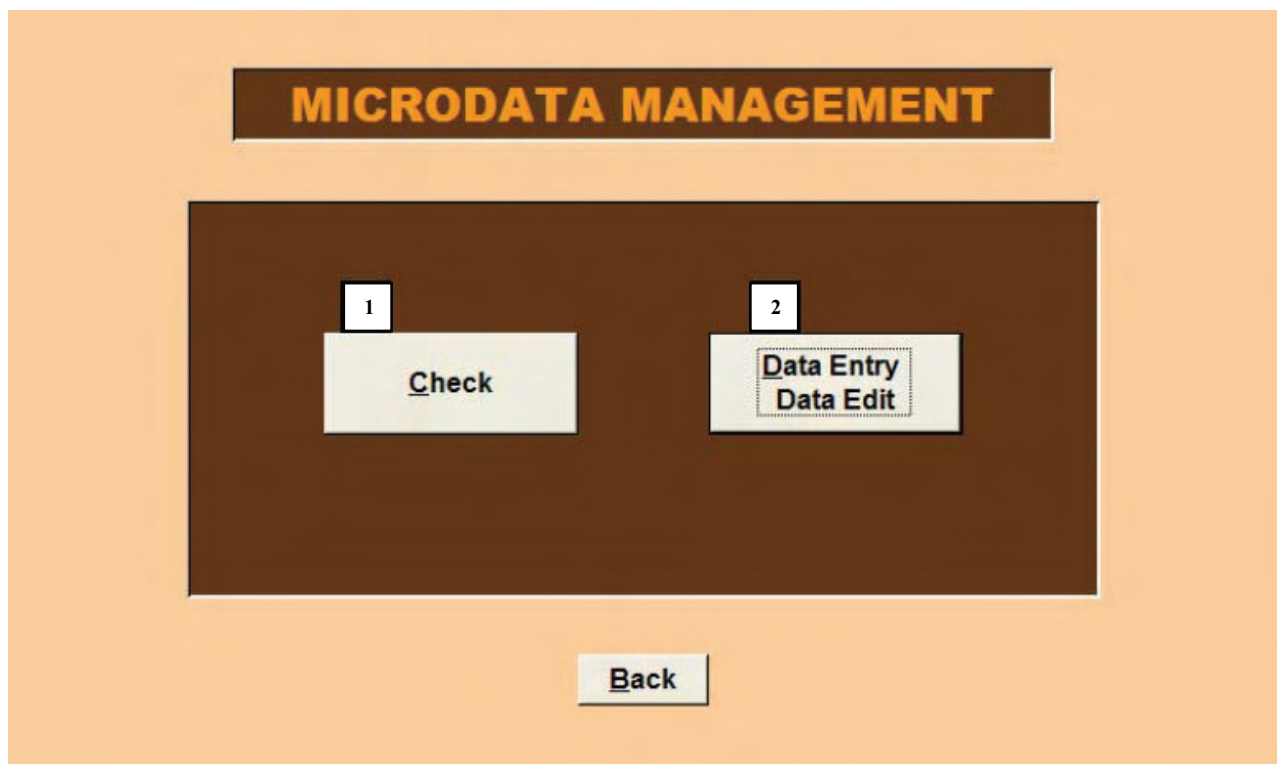 MICRODATA MANAGEMENT
1
2
Check
Data Entry
Data Edit
Back